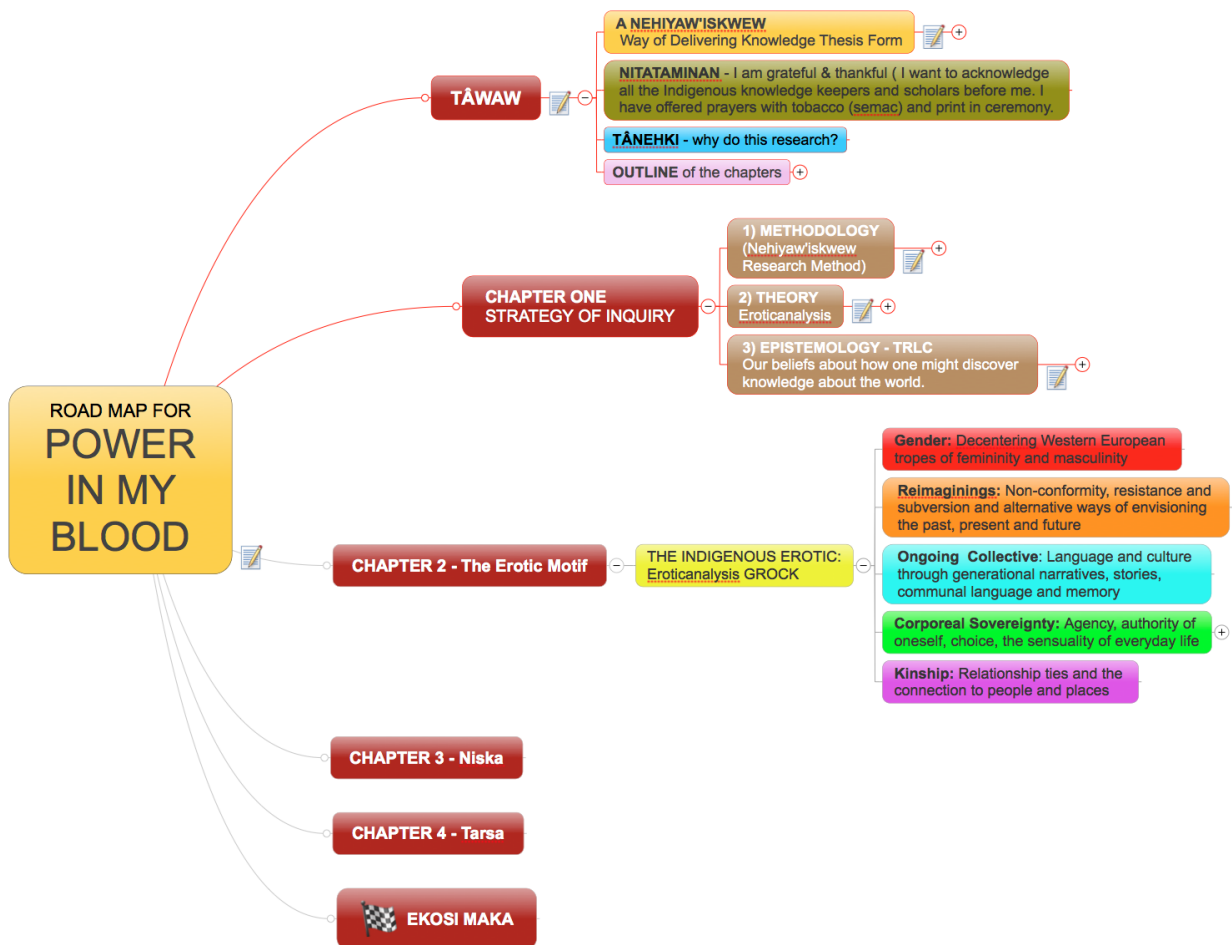 ROAD MAP FOR
POWER
IN MY
BLOOD
TÂWAW
A NEHIYAW'ISKWEW
Way of Delivering Knowledge Thesis Form
NITATAMINAN - I am grateful & thankful ( I want to acknowledge
all the Indigenous knowledge keepers and scholars before me. I
have offered prayers with tobacco (semac) and print in ceremony.
TÂNEHKI - why do this research?
OUTLINE of the chapters
CHAPTER ONE
STRATEGY OF INQUIRY
1) METHODOLOGY
(Nehiyaw'iskwew
Research Method)
2) THEORY
Eroticanalysis
3) EPISTEMOLOGY - TRLC
Our beliefs about how one might discover
knowledge about the world.
CHAPTER 2 - The Erotic Motif
THE INDIGENOUS EROTIC:
Eroticanalysis GROCK
Gender: Decentering Western European
tropes of femininity and masculinity
Reimaginings: Non-conformity, resistance and
subversion and alternative ways of envisioning
the past, present and future
Ongoing  Collective: Language and culture
through generational narratives, stories,
communal language and memory
Corporeal Sovereignty: Agency, authority of
oneself, choice, the sensuality of everyday life
Kinship: Relationship ties and the
connection to people and places
CHAPTER 3 - Niska
CHAPTER 4 - Tarsa
EKOSI MAKA